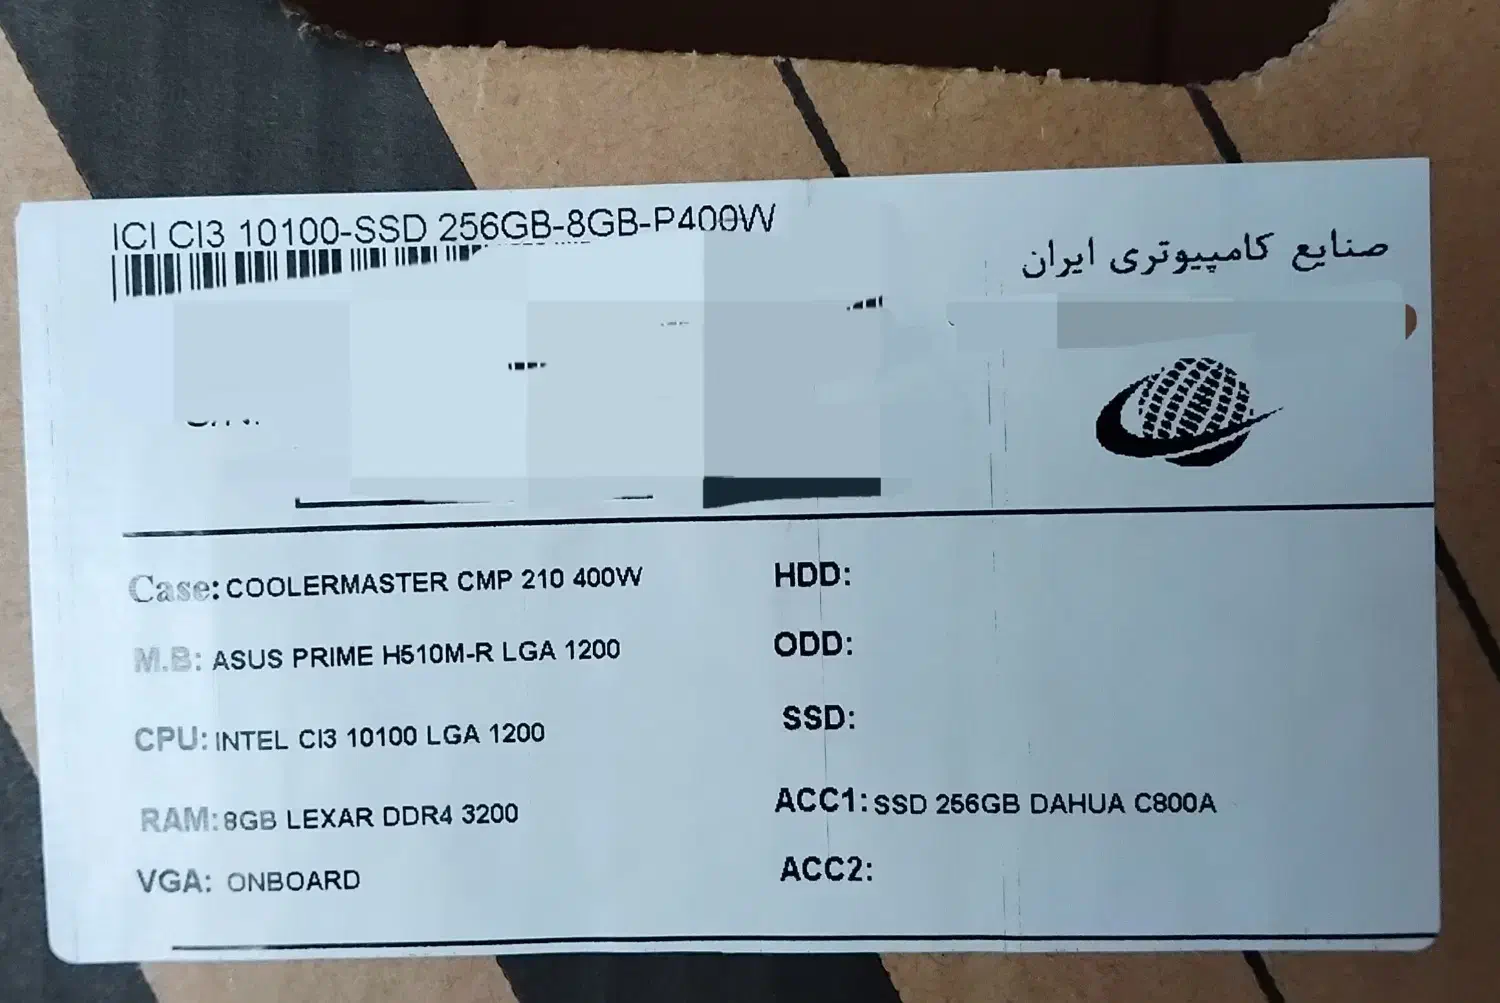 ICI CI3 10100-SSD 256GB-8GB-P400W
صنایع کامپیوتری ایران
Case: COOLERMASTER CMP 210 400W
M.B: ASUS PRIME H510M-R LGA 1200
CPU: INTEL CI3 10100 LGA 1200
RAM: 8GB LEXAR DDR4 3200
VGA: ONBOARD
HDD:
ODD:
SSD:
ACC1: SSD 256GB DAHUA C800A
ACC2: